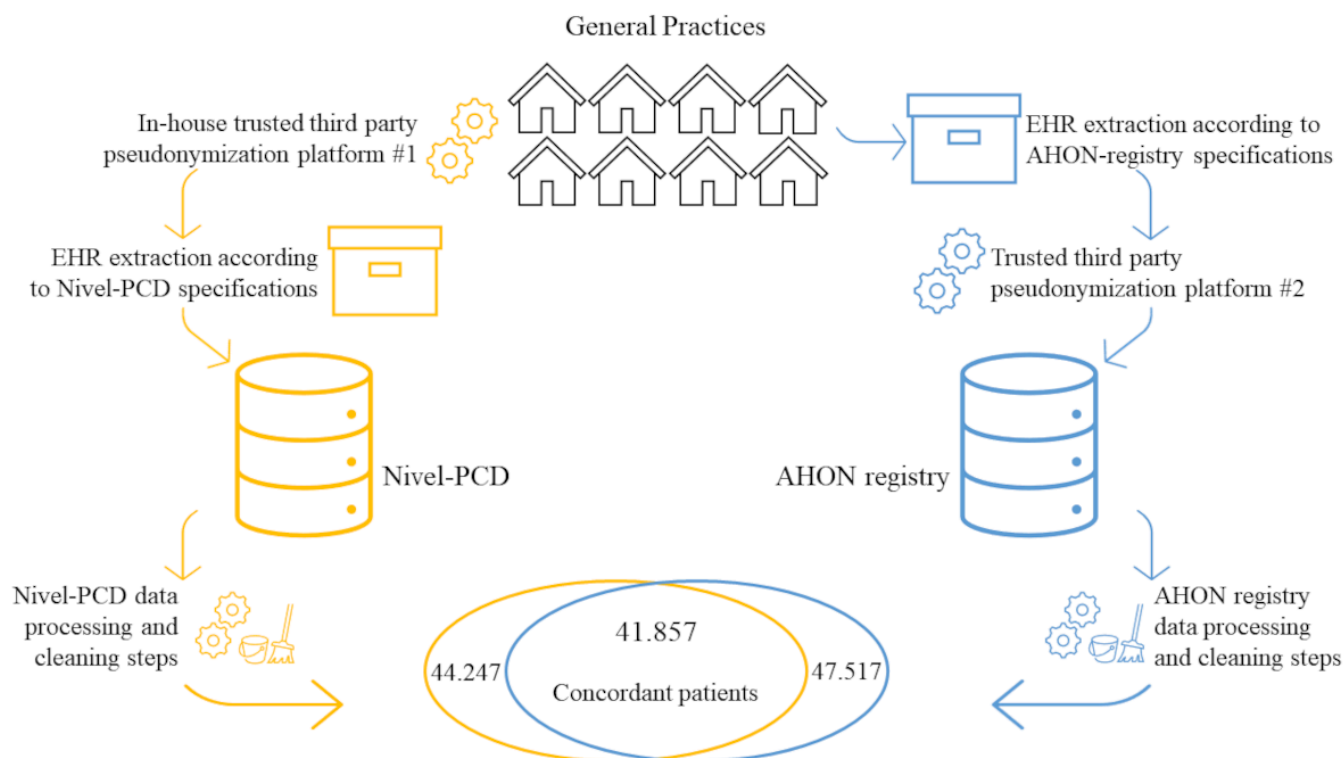 General Practices
In-house trusted third party
pseudonymization platform #1
EHR extraction according to
AHON-registry specifications
EHR extraction according
to Nivel-PCD specifications
Trusted third party
pseudonymization platform #2
Nivel-PCD
AHON registry
Nivel-PCD data
processing and
cleaning steps
41.857
44.247
47.517
Concordant patients
AHON registry
data processing
and cleaning steps